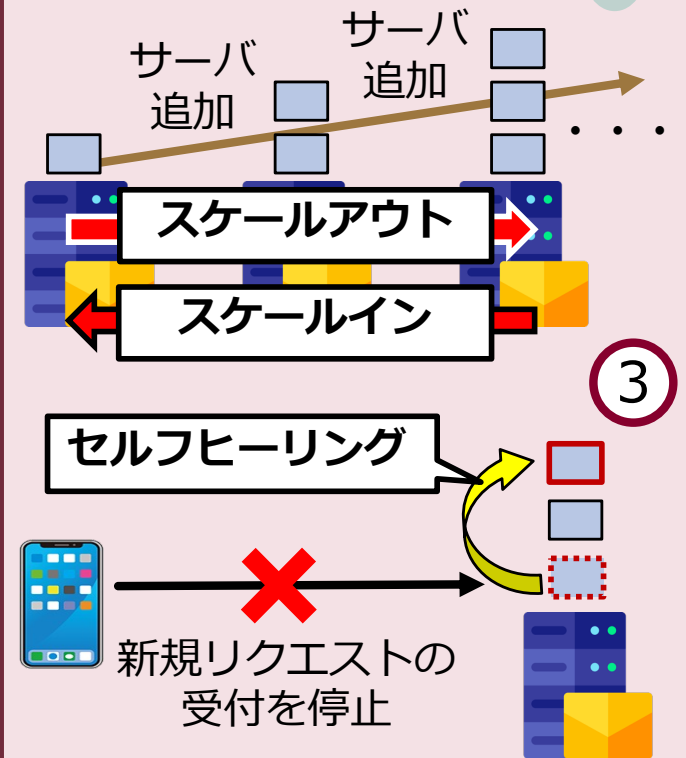 サーバ
追加
サーバ
追加
・・・
スケールアウト
スケールイン
3
セルフヒーリング
新規リクエストの
受付を停止